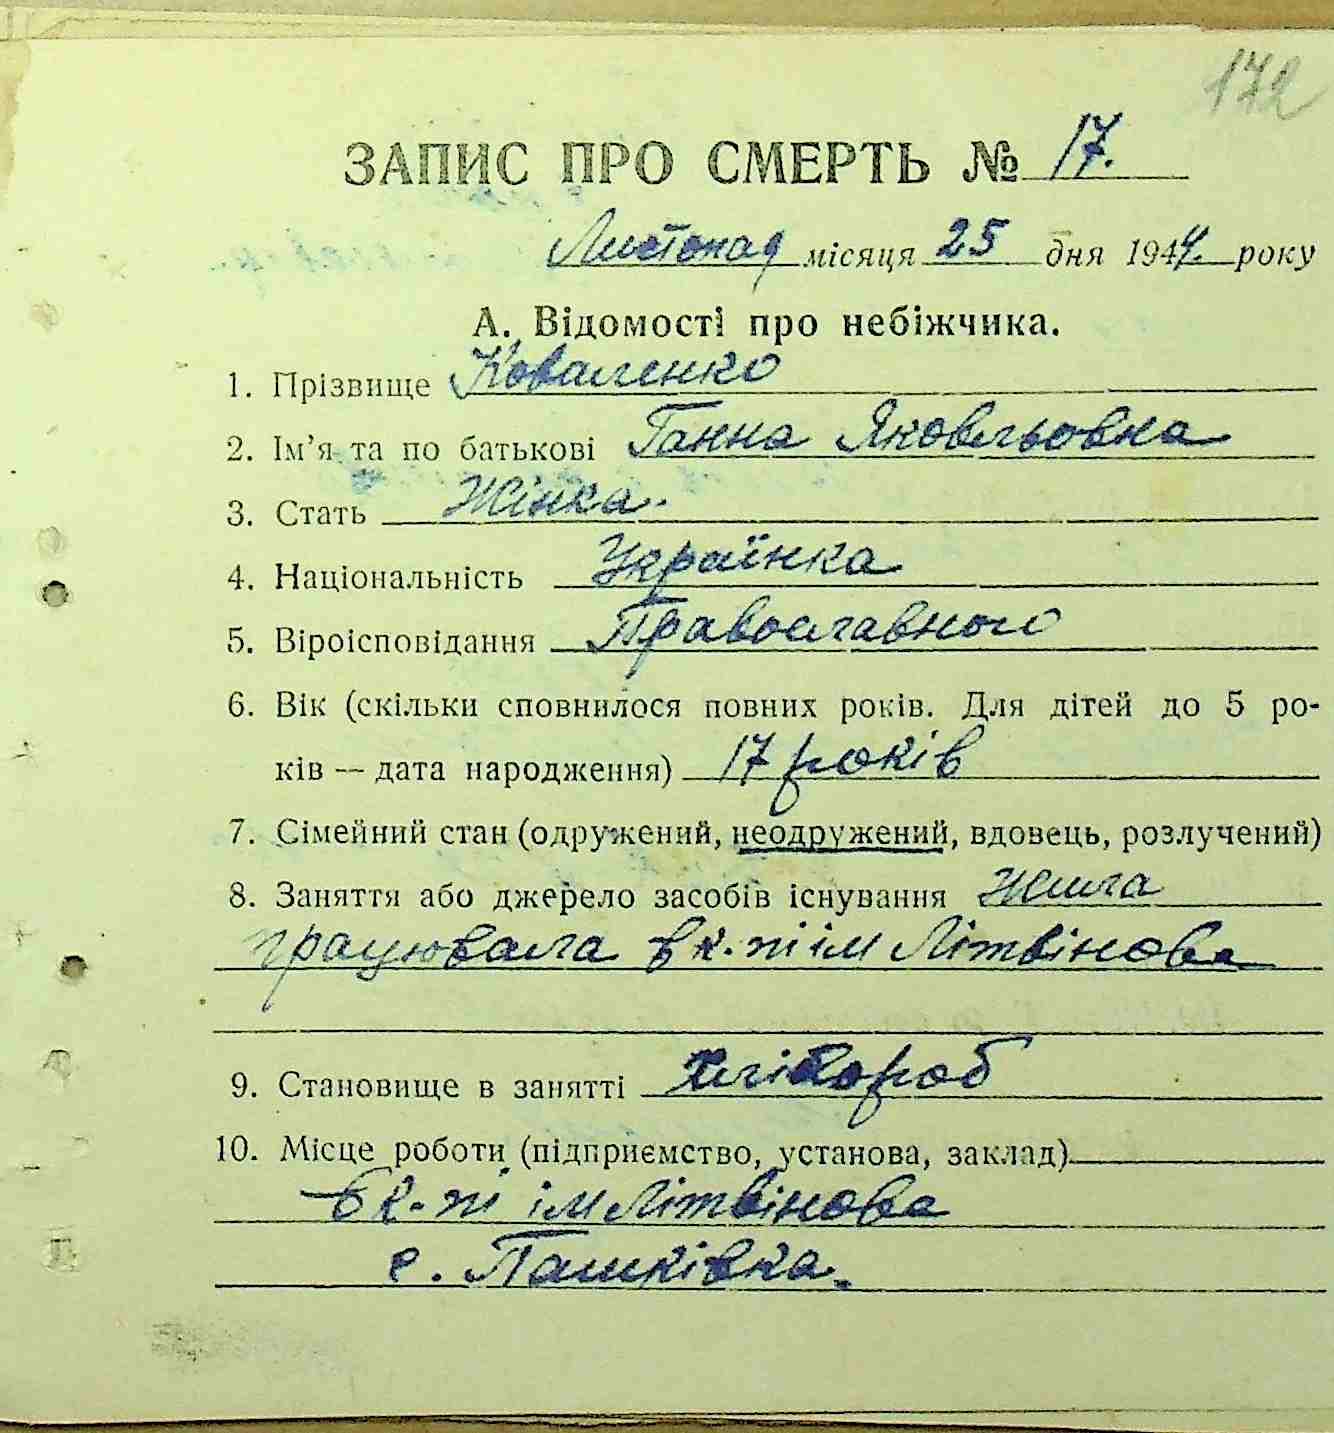 172
ЗАПИС ПРО СМЕРТЬ № 17.
Листопад місяця 25 дня 1944. року
А. Відомості про небіжчика.
1. Прізвище Коваленко
2. Ім'я та по батькові Ганна Яковльовна
3. Стать Жінка.
4. Національність Українка
5. Віроісповідання Православного
6. Вік (скільки сповнилося повних років. Для дітей до 5 ро-
ків — дата народження) 17 років
7. Сімейний стан (одружений, неодружений, вдовець, розлучений)
8. Заняття або джерело засобів існування Жила
працювала в к-пі ім Літвінова
9. Становище в занятті Хлібороб
10. Місце роботи (підприємство, установа, заклад)
в к-пі ім Літвінова
с. Пашківка.